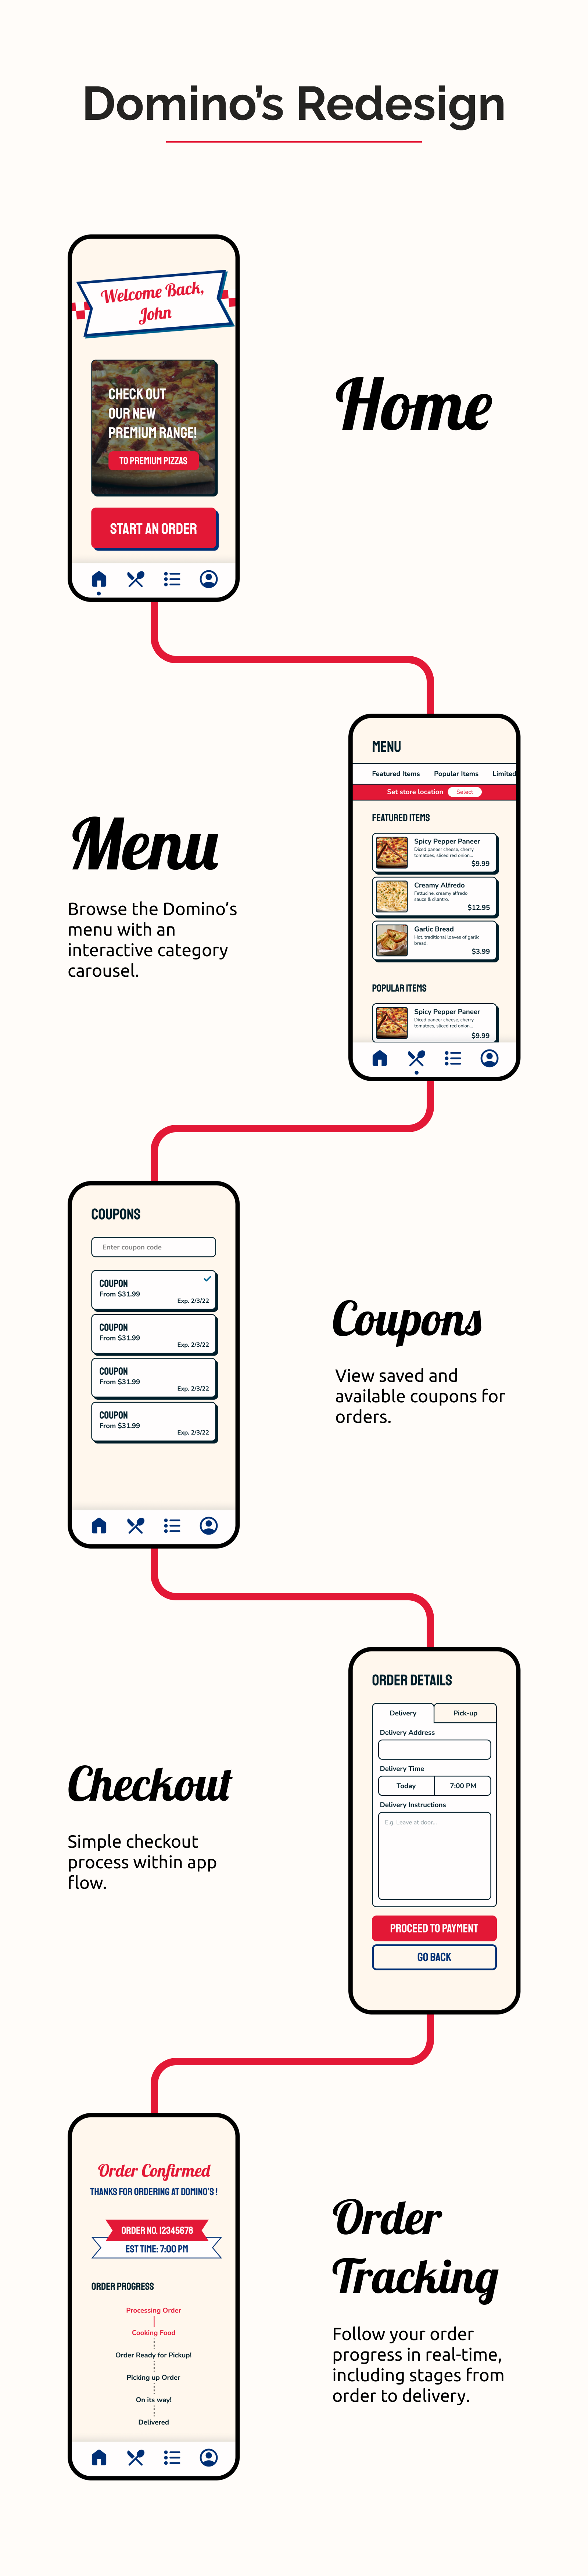 Domino's Redesign
Welcome Back,
John
CHECK OUT
OUR NEW
PREMIUM RANGE!
TO PREMIUM PIZZAS
START AN ORDER
Home
Menu
Browse the Domino's
menu with an
interactive category
carousel.
MENU
Featured Items Popular Items Limited
Set store location Select
FEATURED ITEMS
Spicy Pepper Paneer
Diced paneer cheese, cherry
tomatoes, sliced red onion...
$9.99
Creamy Alfredo
Fettucino, creamy alfredo
sauce & cilantro.
$12.95
Garlic Bread
Hot, traditional loaves of garlic
bread.
$3.99
POPULAR ITEMS
Spicy Pepper Paneer
Diced paneer cheese, cherry
tomatoes, sliced red onion...
$9.99
COUPONS
Enter coupon code
COUPON
From $31.99
Exp. 2/3/22
COUPON
From $31.99
Exp. 2/3/22
COUPON
From $31.99
Exp. 2/3/22
COUPON
From $31.99
Exp. 2/3/22
Coupons
View saved and
available coupons for
orders.
Checkout
Simple checkout
process within app
flow.
ORDER DETAILS
Delivery Pick-up
Delivery Address
Delivery Time
Today 7:00 PM
Delivery Instructions
E.g. Leave at door...
PROCEED TO PAYMENT
GO BACK
Order Confirmed
THANKS FOR ORDERING AT DOMINO'S !
ORDER NO. 12345678
EST TIME: 7:00 PM
ORDER PROGRESS
Processing Order
Cooking Food
Order Ready for Pickup!
Picking up Order
On its way!
Delivered
Order
Tracking
Follow your order
progress in real-time,
including stages from
order to delivery.